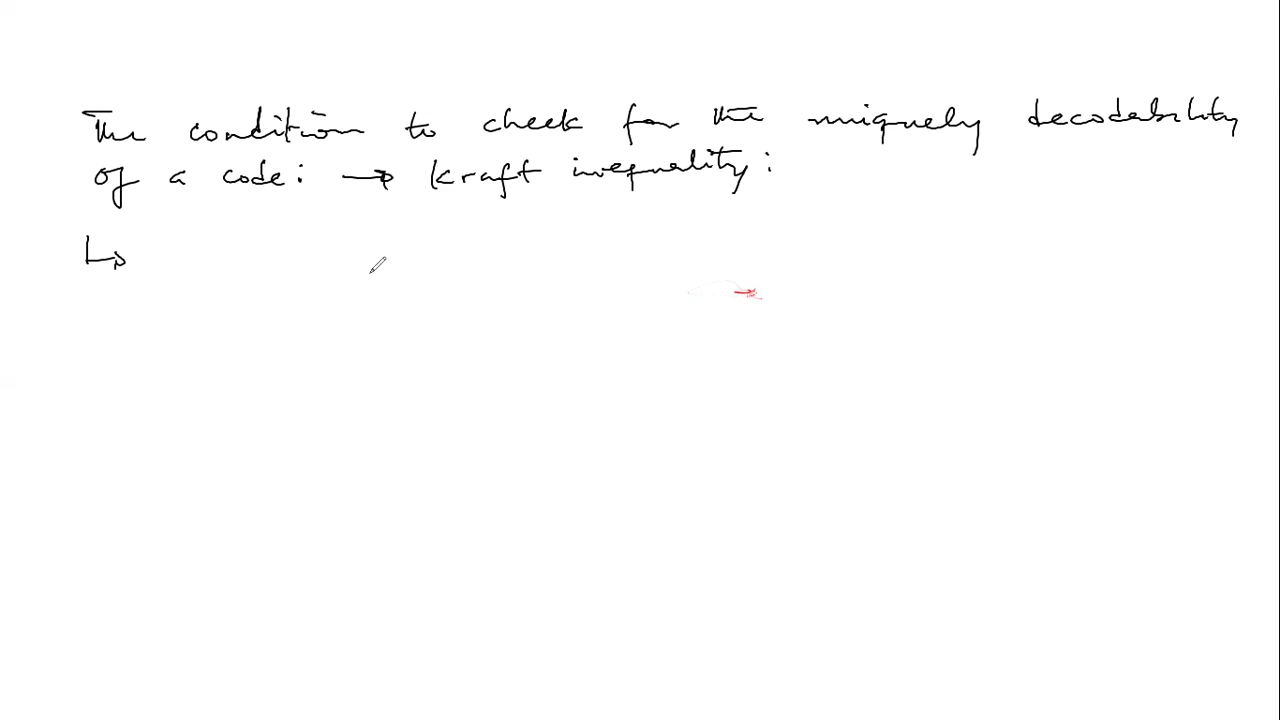 The condition to check for the uniquely decodability
of a code: → Kraft inequality:
↳